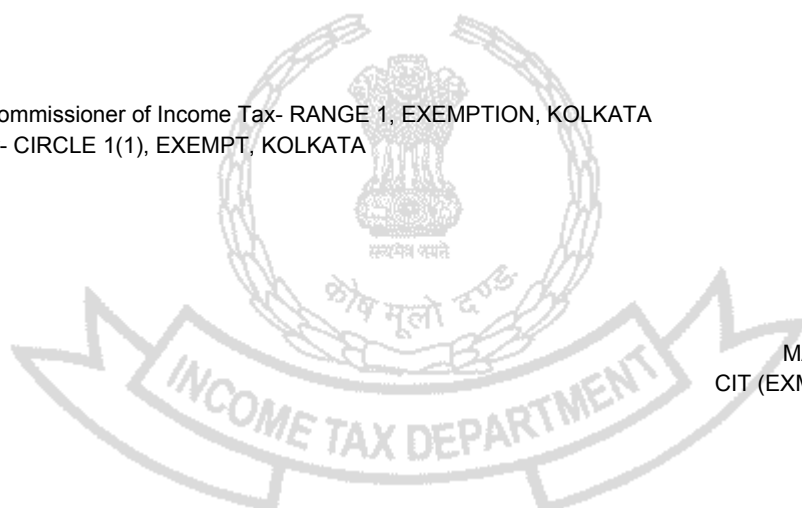 ommissioner of Income Tax- RANGE 1, EXEMPTION, KOLKATA
- CIRCLE 1(1), EXEMPT, KOLKATA
सत्यमेव जयते
कोष मूलो दण्डः
M
CIT (EXM
INCOME TAX DEPARTMENT